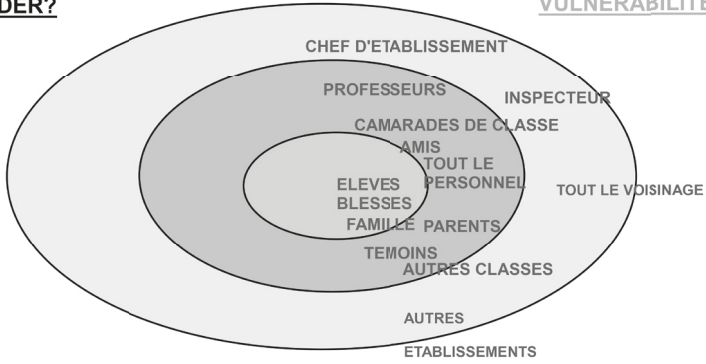 DER?
VULNERABILITE
CHEF D'ETABLISSEMENT
PROFESSEURS
INSPECTEUR
CAMARADES DE CLASSE
AMIS
TOUT LE
PERSONNEL
ELEVES
BLESSES
TOUT LE VOISINAGE
FAMILLE
PARENTS
TEMOINS
AUTRES CLASSES
AUTRES
ETABLISSEMENTS